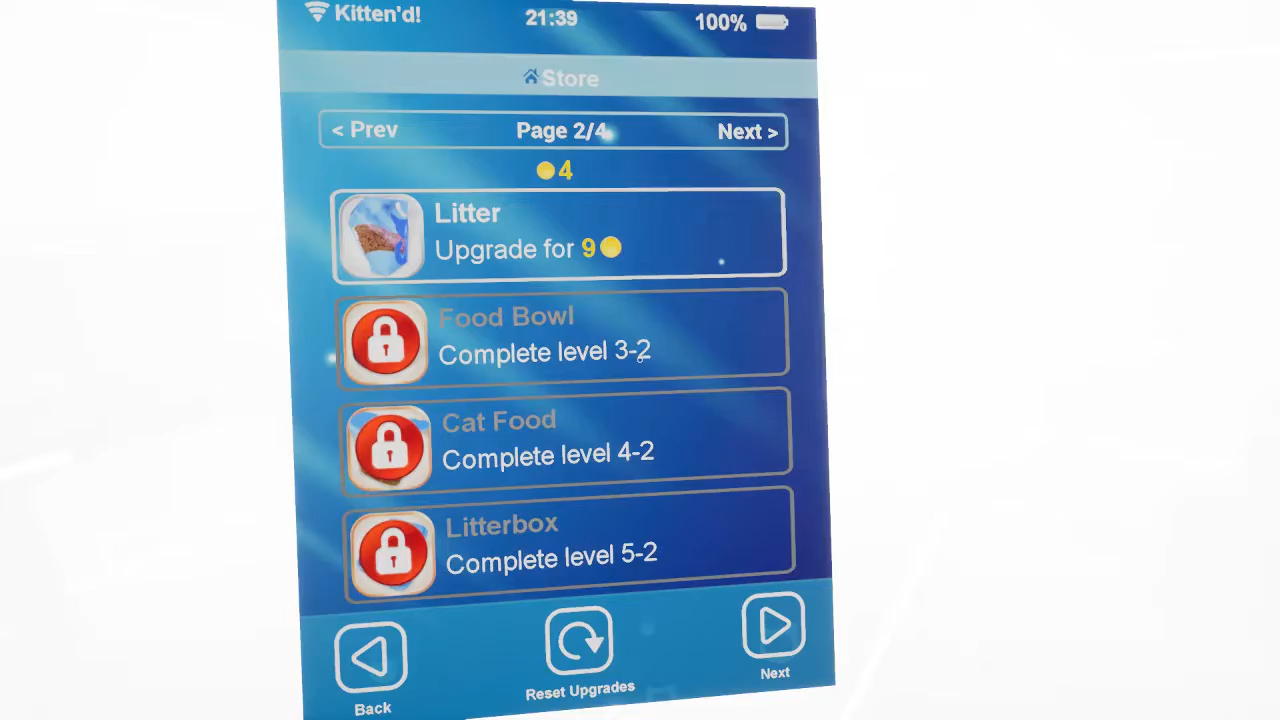 Kitten'd! 21:39 100%
Store
< Prev Page 2/4 Next >
4
Litter
Upgrade for 9
Food Bowl
Complete level 3-2
Cat Food
Complete level 4-2
Litterbox
Complete level 5-2
Back Reset Upgrades Next